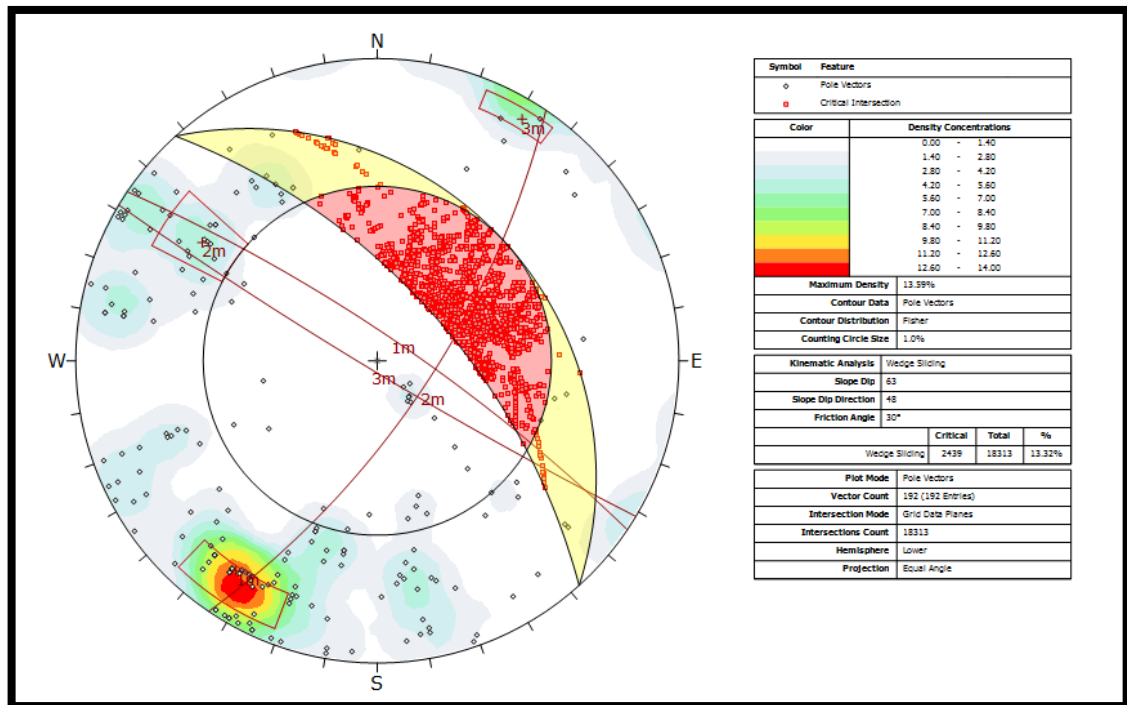 N
W
E
S
1m
2m
3m
1m
2m
3m
2m
3m
Symbol Feature
Pole Vectors
Critical Intersection
Color Density Concentrations
0.00 - 1.40
1.40 - 2.80
2.80 - 4.20
4.20 - 5.60
5.60 - 7.00
7.00 - 8.40
8.40 - 9.80
9.80 - 11.20
11.20 - 12.60
12.60 - 14.00
Maximum Density 13.59%
Contour Data Pole Vectors
Contour Distribution Fisher
Counting Circle Size 1.0%
Kinematic Analysis Wedge Sliding
Slope Dip 63
Slope Dip Direction 48
Friction Angle 30°
Critical Total %
Wedge Sliding 2439 18313 13.32%
Plot Mode Pole Vectors
Vector Count 192 (192 Entries)
Intersection Mode Grid Data Planes
Intersections Count 18313
Hemisphere Lower
Projection Equal Angle